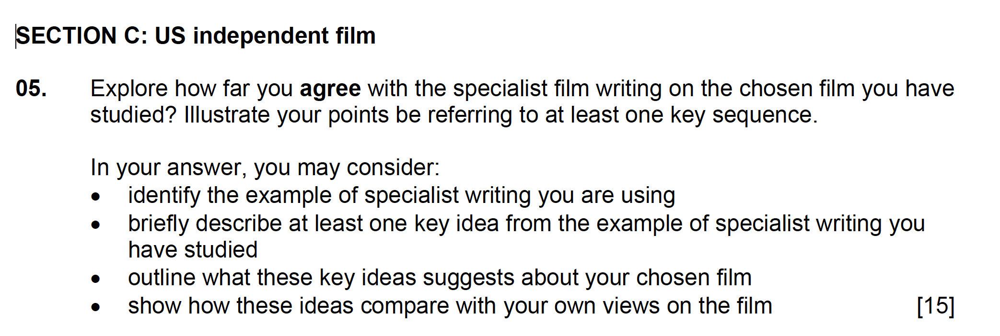 SECTION C: US independent film
05. Explore how far you agree with the specialist film writing on the chosen film you have
studied? Illustrate your points be referring to at least one key sequence.
In your answer, you may consider:
• identify the example of specialist writing you are using
• briefly describe at least one key idea from the example of specialist writing you
have studied
• outline what these key ideas suggests about your chosen film
• show how these ideas compare with your own views on the film [15]